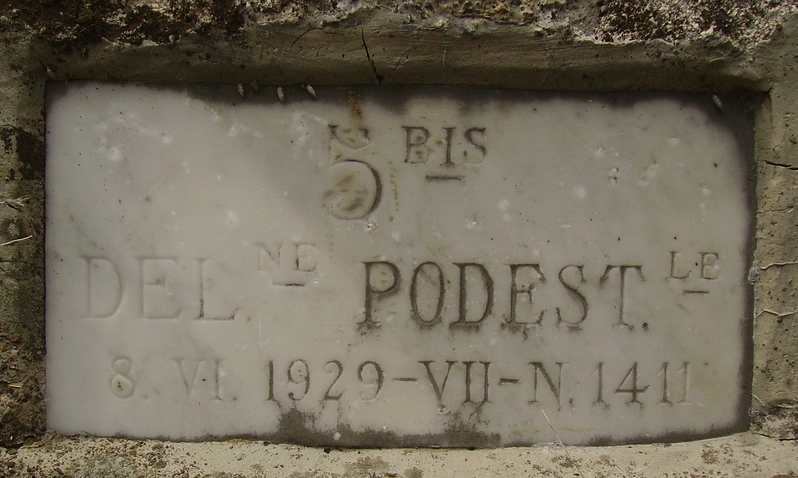 5 BIS
DEL.NE PODEST.LE
8. VI. 1929-VII-N. 1411